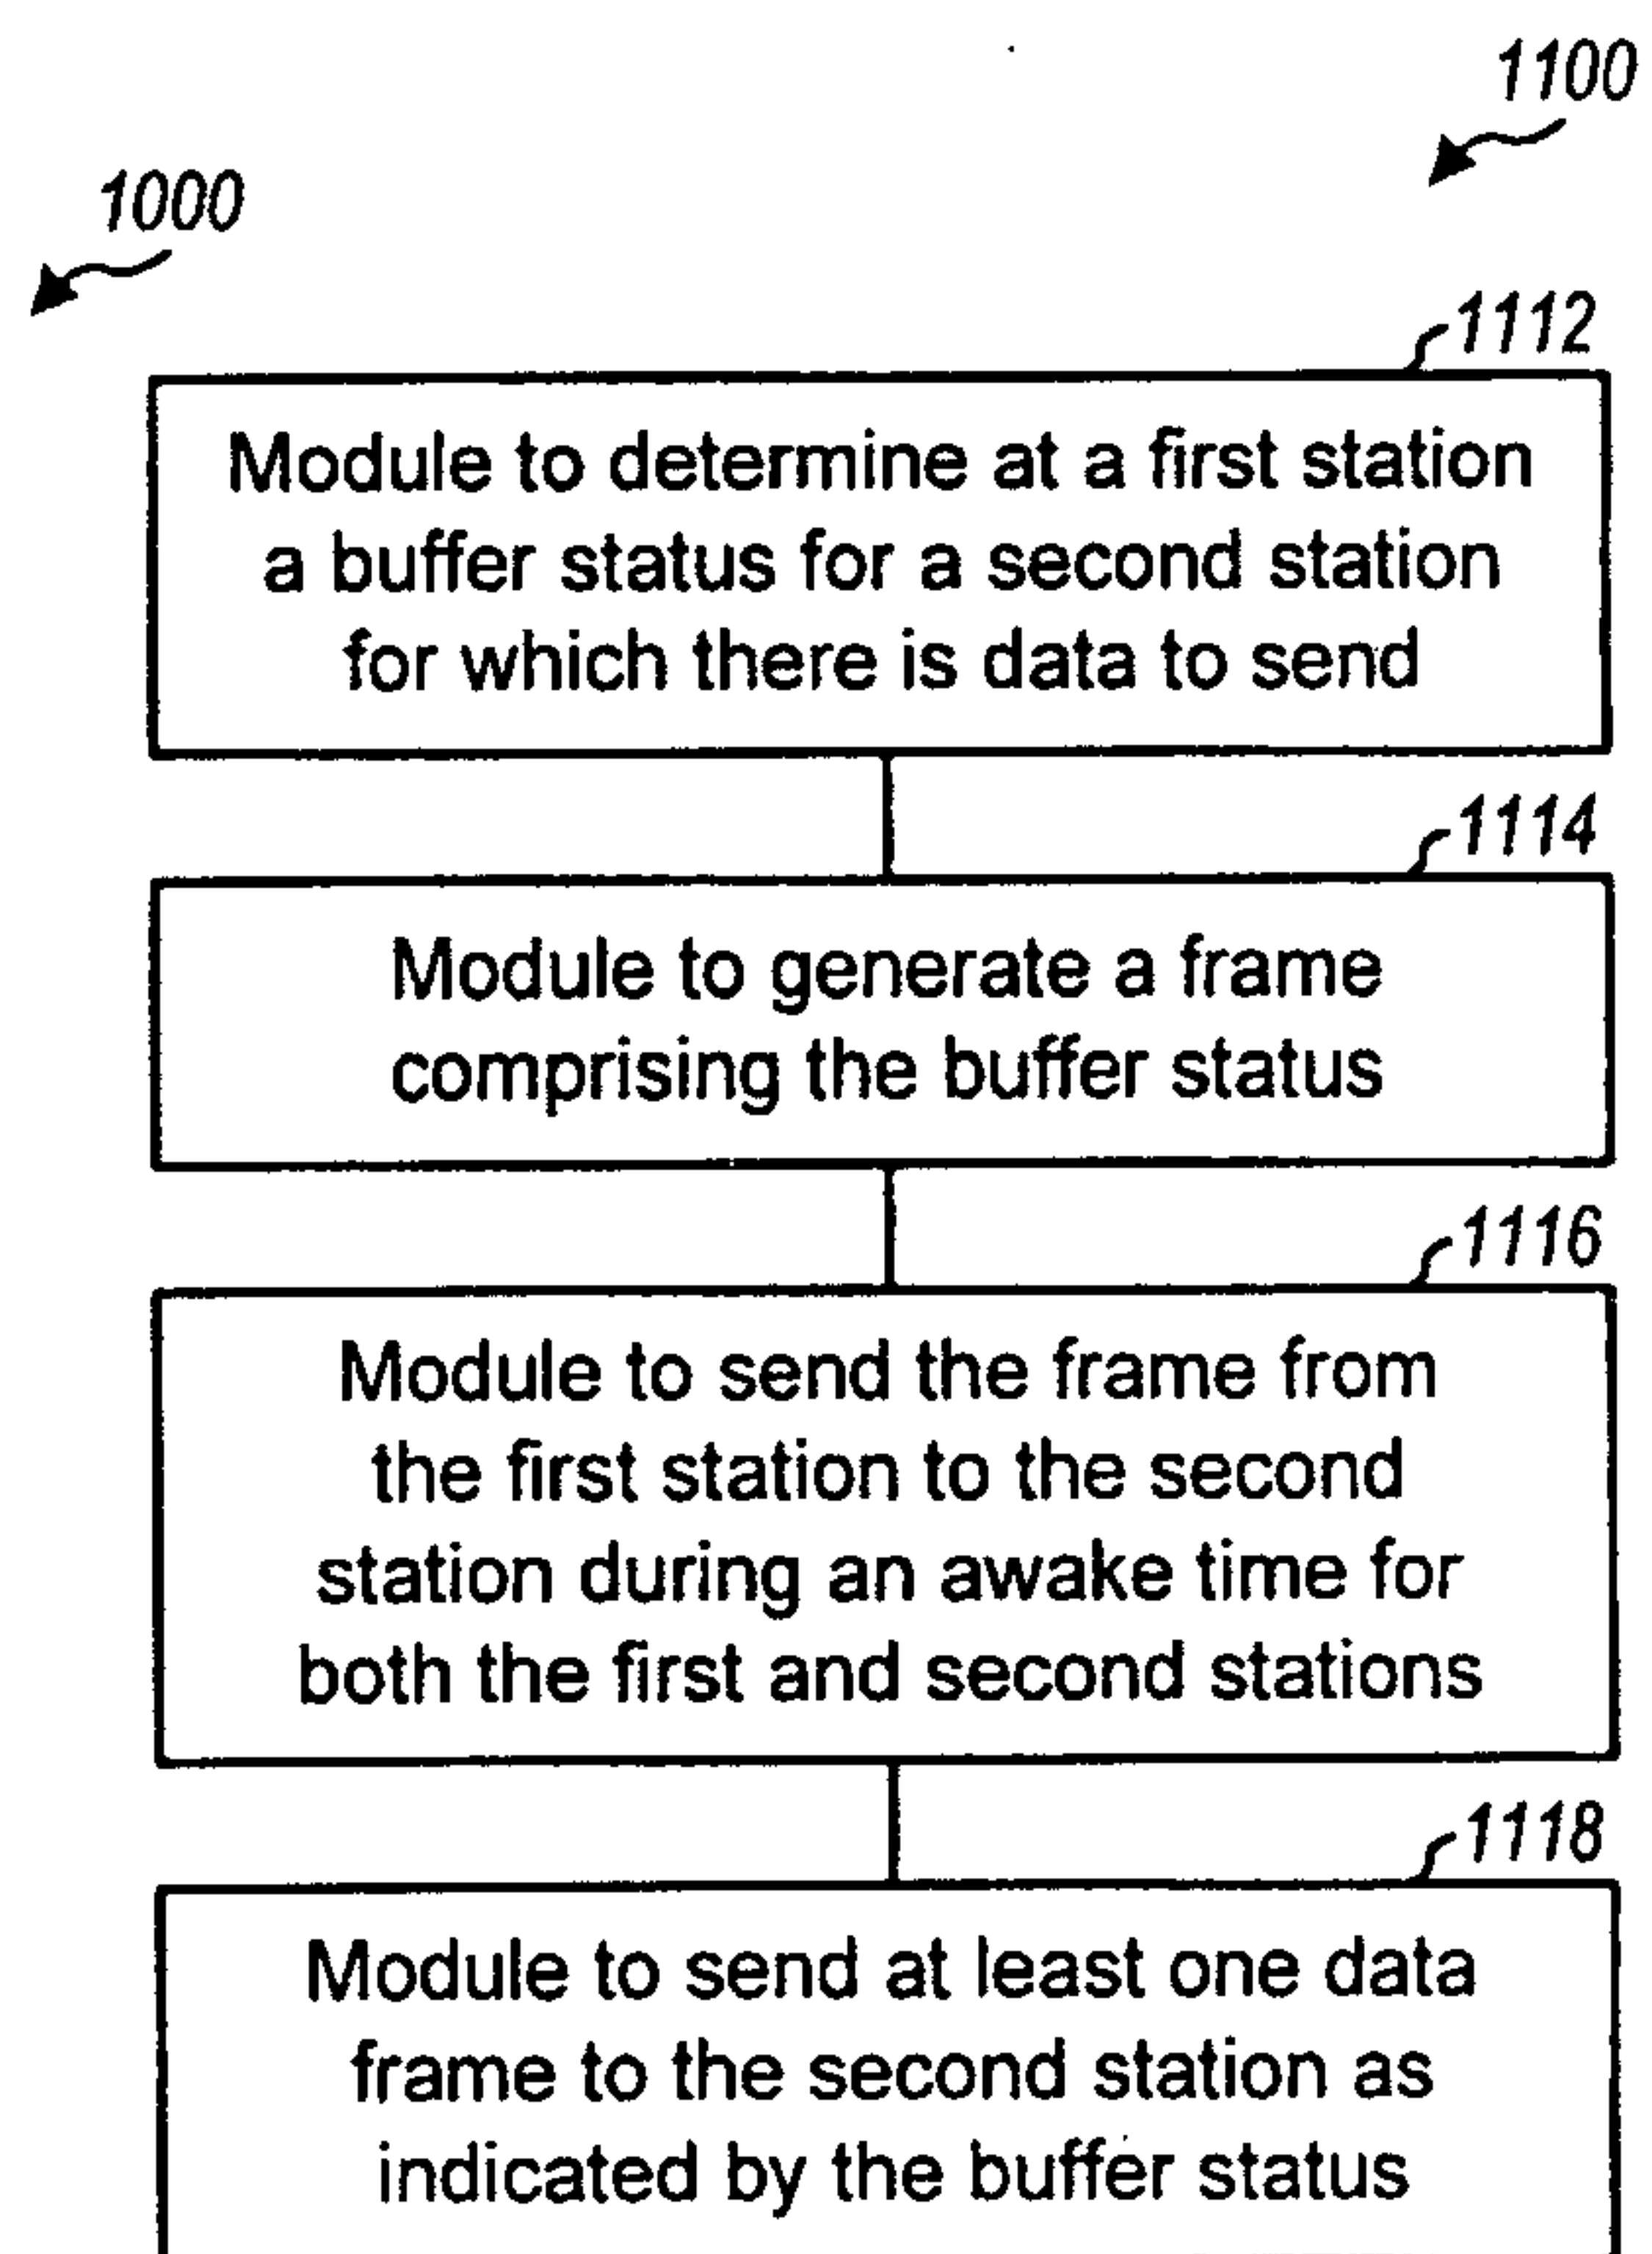 1100
1000
1112
Module to determine at a first station
a buffer status for a second station
for which there is data to send
1114
Module to generate a frame
comprising the buffer status
1116
Module to send the frame from
the first station to the second
station during an awake time for
both the first and second stations
1118
Module to send at least one data
frame to the second station as
indicated by the buffer status